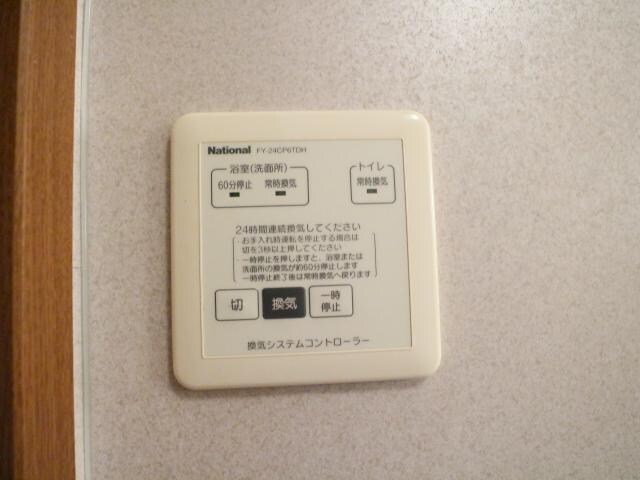 National FY-24CP6TDH
浴室(洗面所)
トイレ
60分停止 常時換気
常時換気
24時間連続換気してください
・お手入れ時運転を停止する場合は
切を3秒以上押してください
・一時停止を押しますと、浴室または
洗面所の換気が約60分停止します
一時停止終了後は常時換気へ戻ります
切
換気
一時
停止
換気システムコントローラー